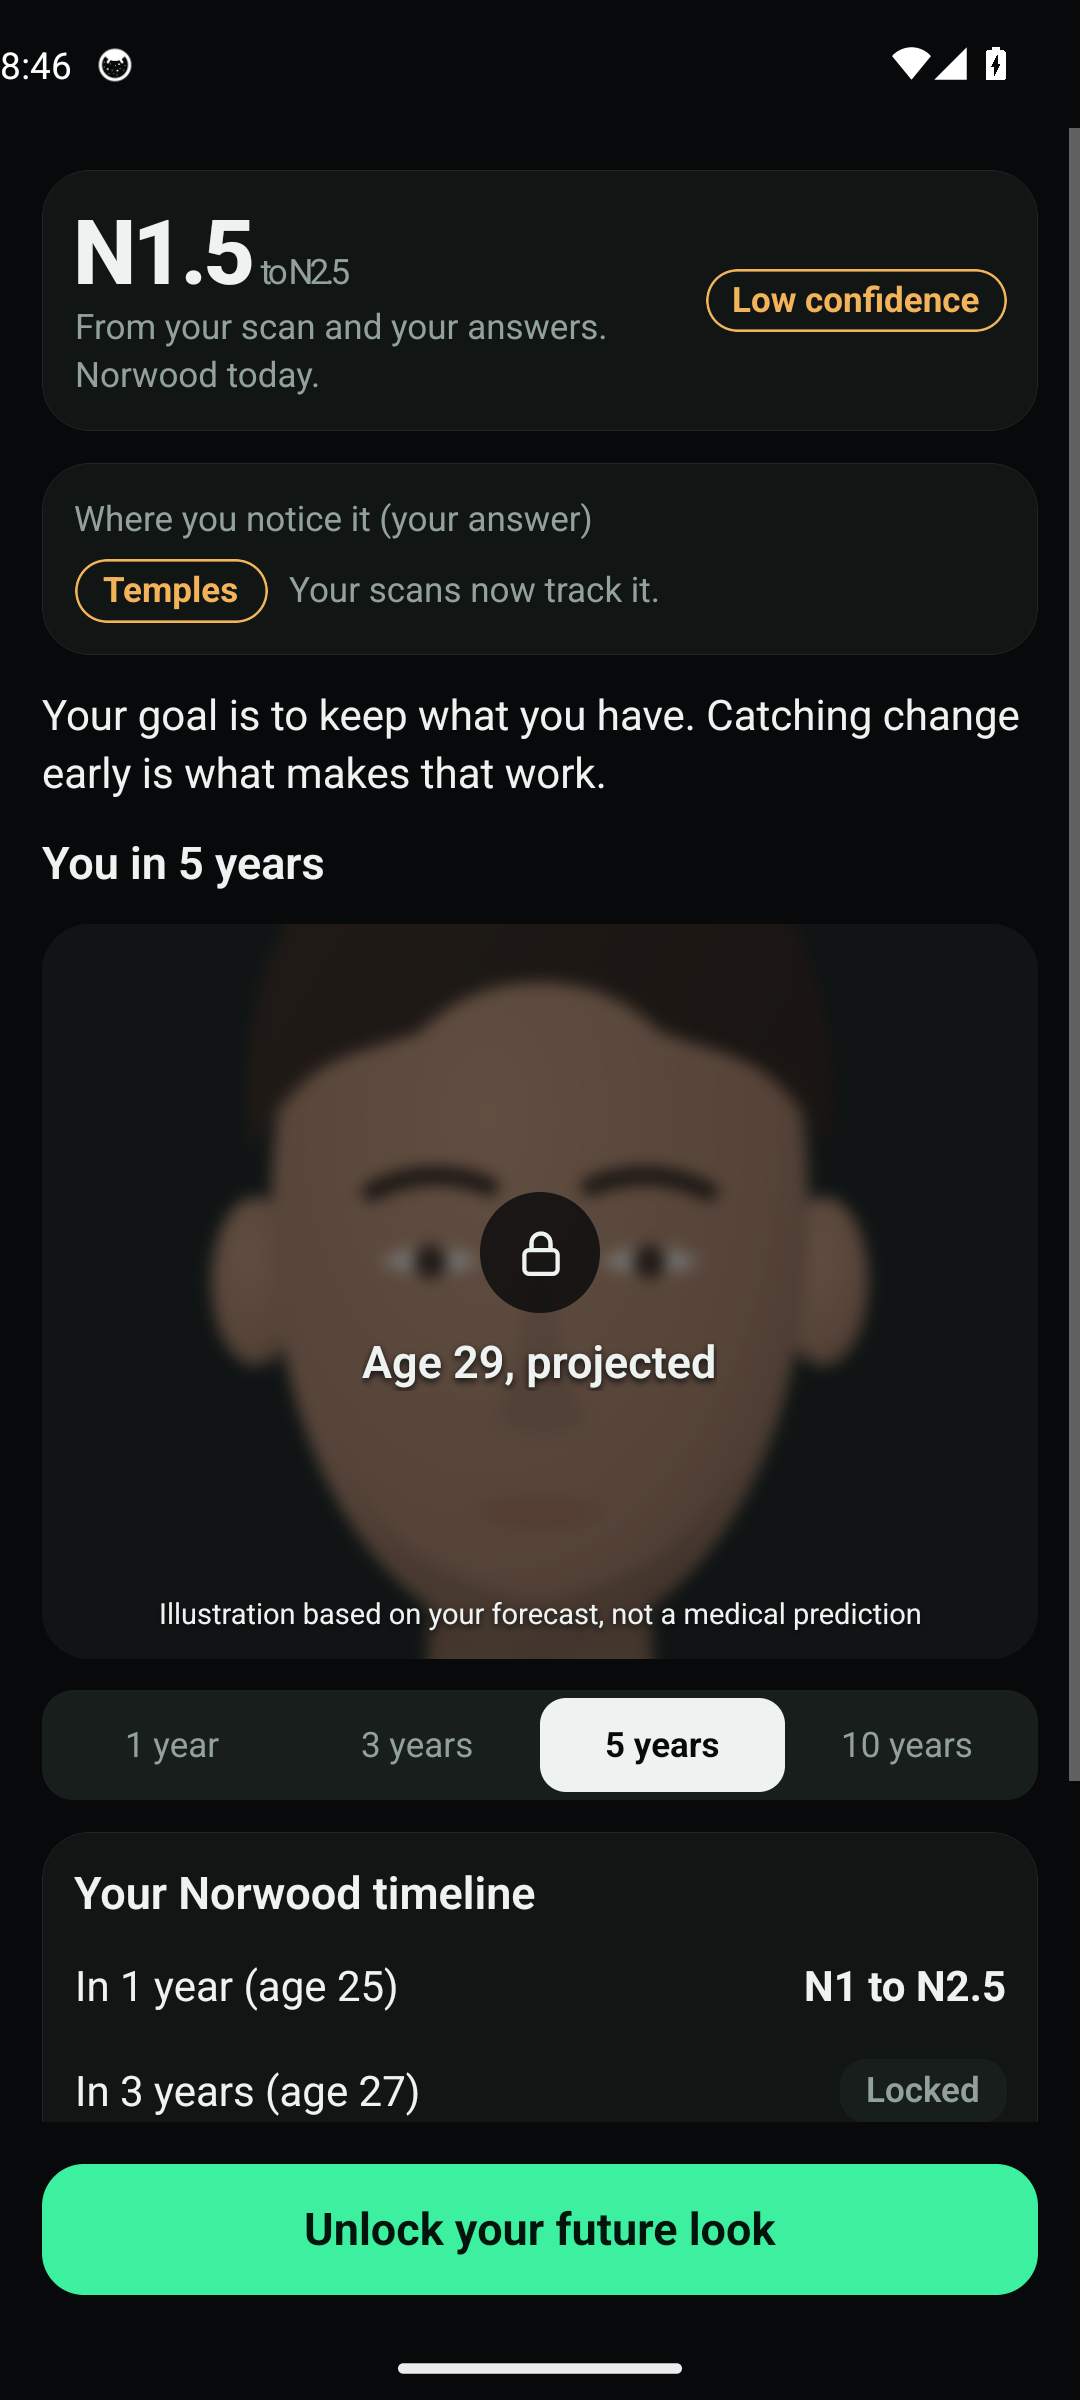 8:46
N1.5 to N2.5
Low confidence
From your scan and your answers.
Norwood today.
Where you notice it (your answer)
Temples Your scans now track it.
Your goal is to keep what you have. Catching change
early is what makes that work.
You in 5 years
Age 29, projected
Illustration based on your forecast, not a medical prediction
1 year 3 years 5 years 10 years
Your Norwood timeline
In 1 year (age 25) N1 to N2.5
In 3 years (age 27) Locked
Unlock your future look